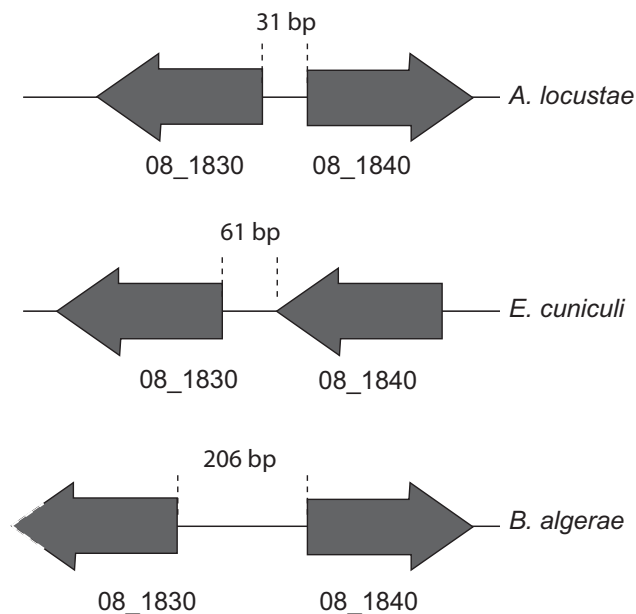 31 bp
A. locustae
08_1830 08_1840
61 bp
E. cuniculi
08_1830 08_1840
206 bp
B. algerae
08_1830 08_1840